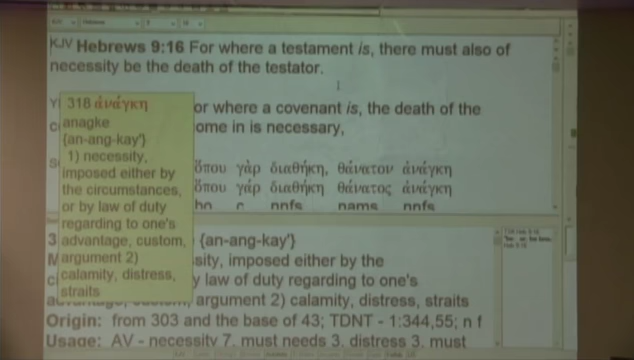 KJV Hebrews 9:16 For where a testament is, there must also of
necessity be the death of the testator.
or where a covenant is, the death of the
ome in is necessary,
ὅπου γὰρ διαθήκη, θάνατον ἀνάγκη
ὅπου γὰρ διαθήκη θάνατος ἀνάγκη
318 ἀνάγκη
anagke
{an-ang-kay'}
1) necessity,
imposed either by
the circumstances,
or by law of duty
regarding to one's
advantage, custom,
argument 2)
calamity, distress,
straits
{an-ang-kay'}
sity, imposed either by the
y law of duty regarding to one's
argument 2) calamity, distress, straits
Origin: from 303 and the base of 43; TDNT - 1:344,55; n f
Usage: AV - necessity 7, must needs 3, distress 3, must